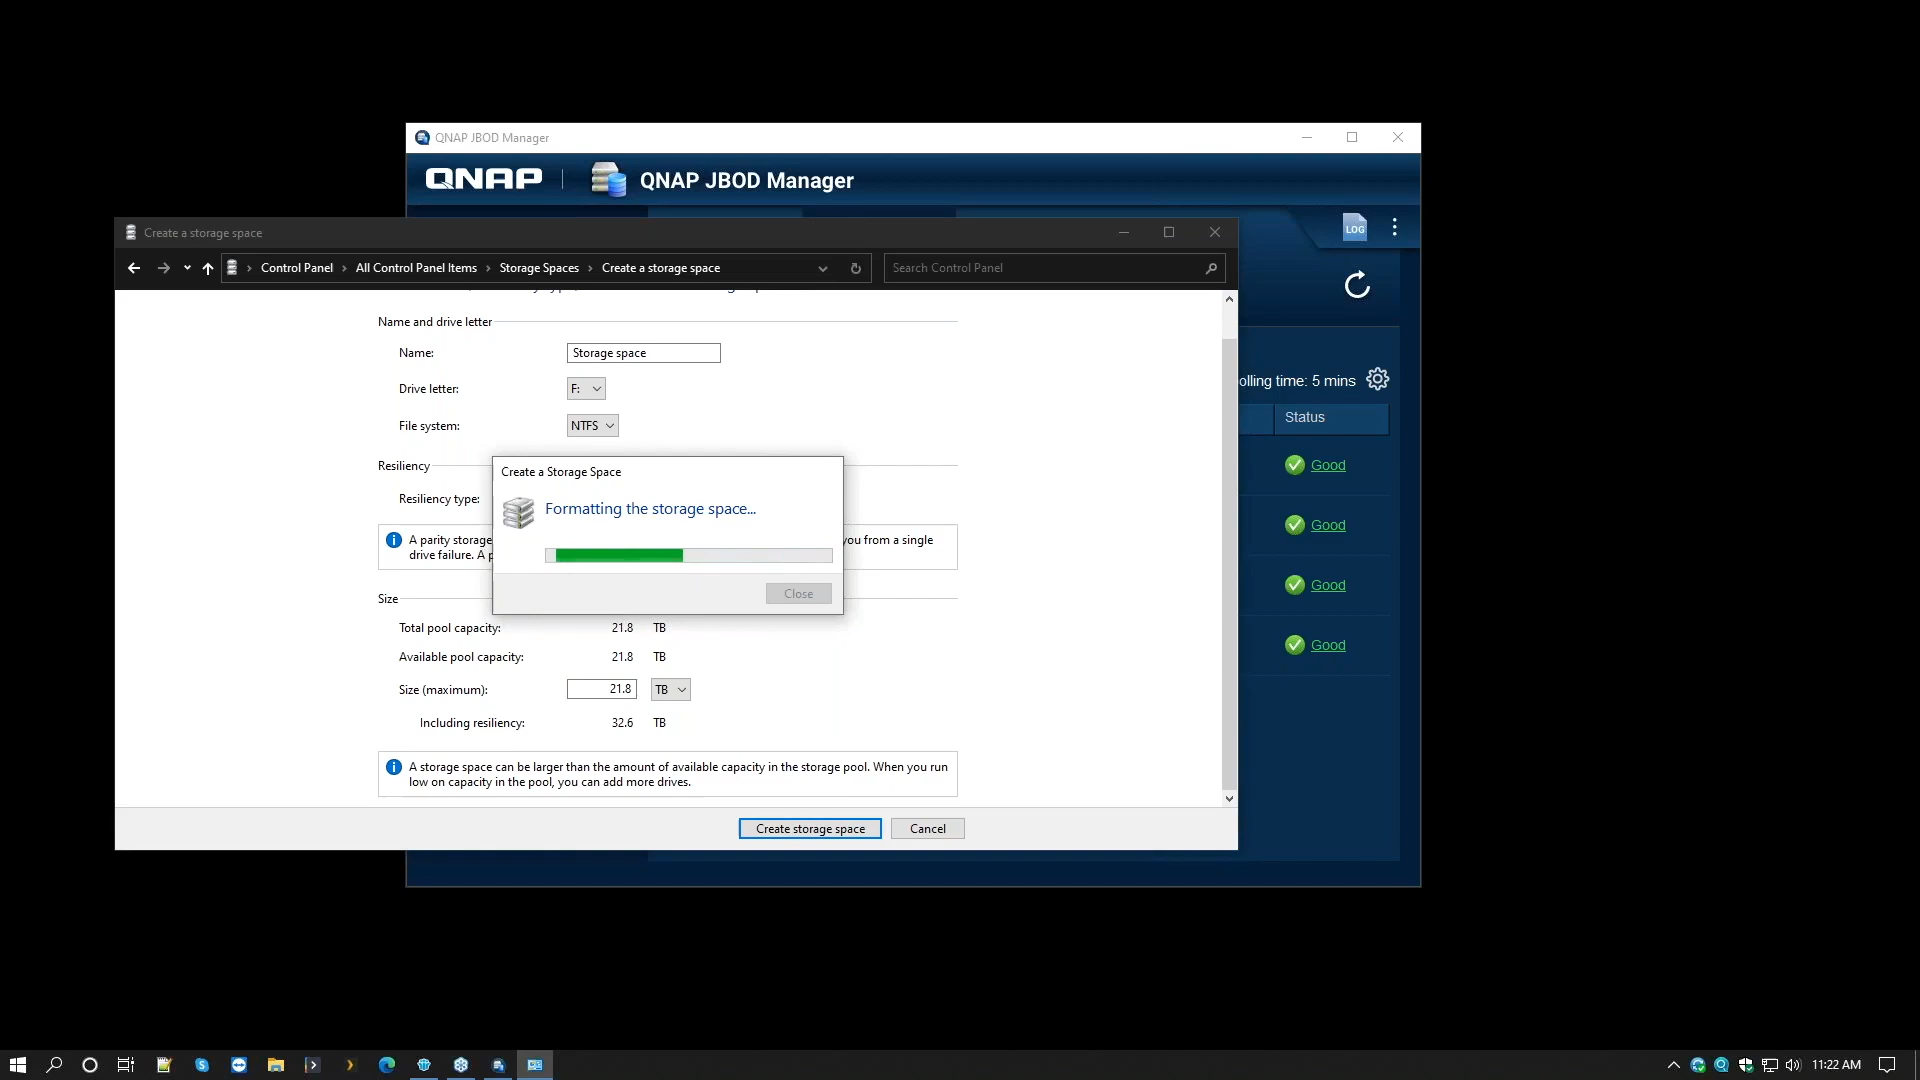 QNAP JBOD Manager
QNAP
QNAP JBOD Manager
LOG
Create a storage space
Control Panel
All Control Panel Items
Storage Spaces
Create a storage space
Search Control Panel
Name and drive letter
Name:
Storage space
Drive letter:
F:
olling time: 5 mins
File system:
NTFS
Status
Resiliency
Good
Create a Storage Space
Resiliency type:
Formatting the storage space...
Good
A parity storage
you from a single
drive failure. A p
Close
Good
Size
Total pool capacity: 21.8 TB
Good
Available pool capacity: 21.8 TB
Size (maximum): 21.8 TB
Including resiliency: 32.6 TB
A storage space can be larger than the amount of available capacity in the storage pool. When you run
low on capacity in the pool, you can add more drives.
Create storage space
Cancel
11:22 AM